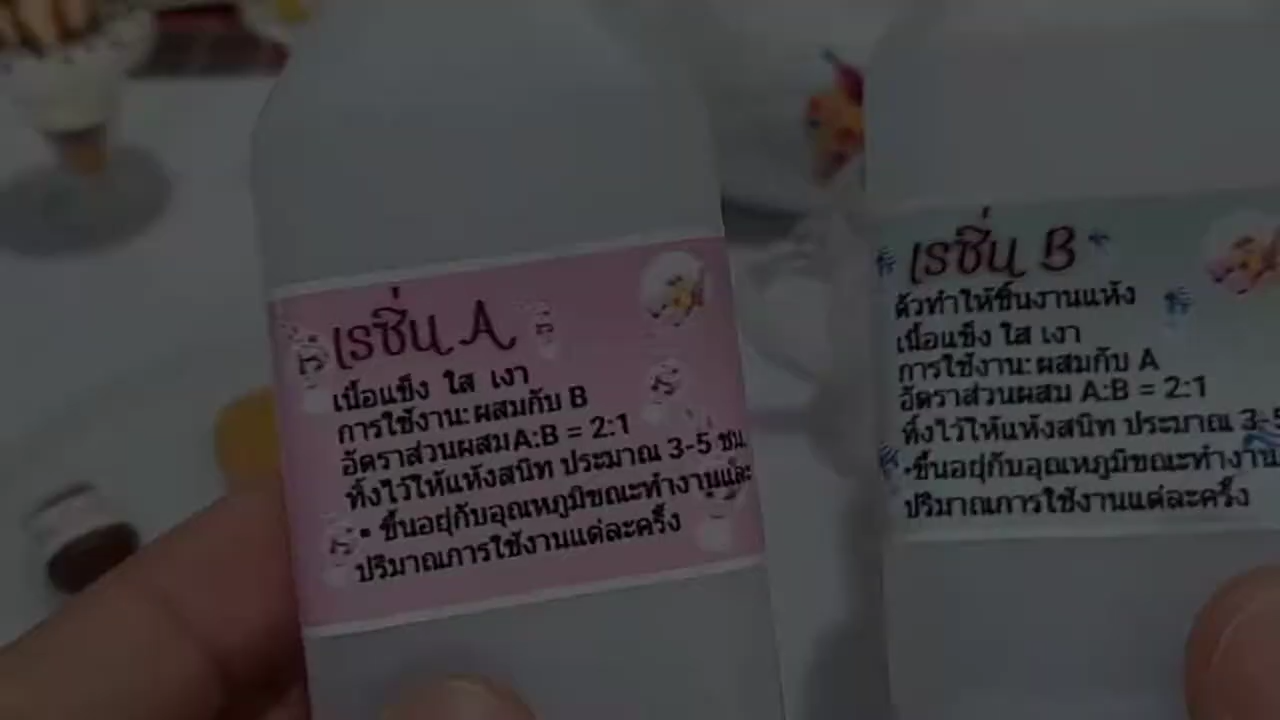 เรซิ่น A
เนื้อแข็ง ใส เงา
การใช้งาน: ผสมกับ B
อัตราส่วนผสม A:B = 2:1
ทิ้งไว้ให้แห้งสนิท ประมาณ 3-5 ชม.
• ขึ้นอยู่กับอุณหภูมิขณะทำงานและ
ปริมาณการใช้งานแต่ละครั้ง
เรซิ่น B
ตัวทำให้ชิ้นงานแห้ง
เนื้อแข็ง ใส เงา
การใช้งาน: ผสมกับ A
อัตราส่วนผสม A:B = 2:1
ทิ้งไว้ให้แห้งสนิท ประมาณ 3-5
•ขึ้นอยู่กับอุณหภูมิขณะทำงาน
ปริมาณการใช้งานแต่ละครั้ง